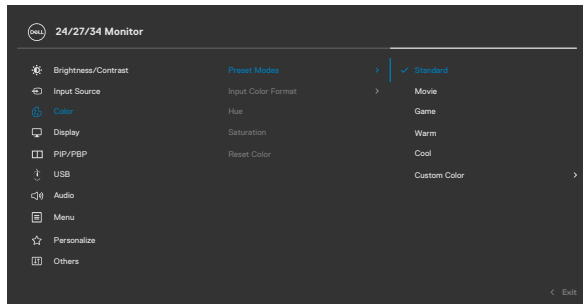 DELL 24/27/34 Monitor
Brightness/Contrast Preset Modes > ✓ Standard
Input Source Input Color Format > Movie
Color Hue Game
Display Saturation Warm
PIP/PBP Reset Color Cool
USB Custom Color >
Audio
Menu
Personalize
Others
< Exit